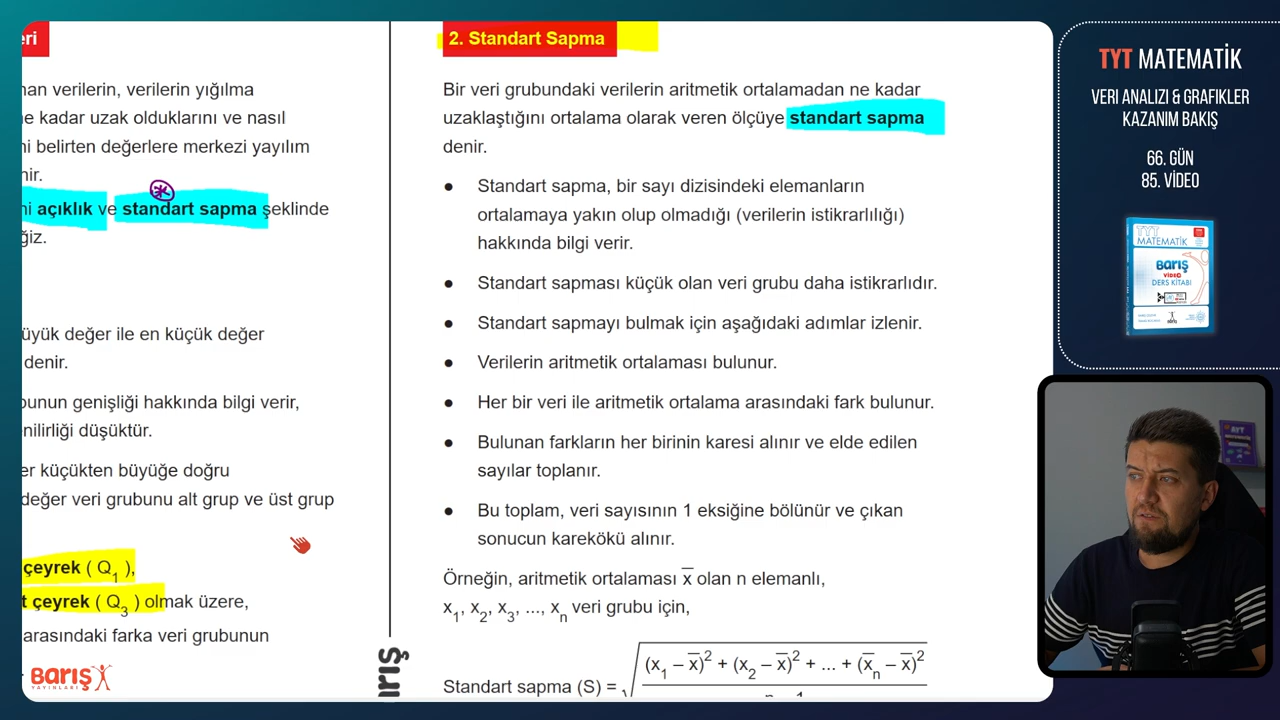 eri
nan verilerin, verilerin yığılma
ne kadar uzak olduklarını ve nasıl
ni belirten değerlere merkezi yayılım
nir.
ni açıklık ve standart sapma şeklinde
ğiz.
üyük değer ile en küçük değer
denir.
bunun genişliği hakkında bilgi verir,
enilirliği düşüktür.
er küçükten büyüğe doğru
değer veri grubunu alt grup ve üst grup
çeyrek ( Q1 ),
t çeyrek ( Q3 ) olmak üzere,
arasındaki farka veri grubunun
BARIŞ
YAYINLARI
2. Standart Sapma
Bir veri grubundaki verilerin aritmetik ortalamadan ne kadar
uzaklaştığını ortalama olarak veren ölçüye standart sapma
denir.
● Standart sapma, bir sayı dizisindeki elemanların
ortalamaya yakın olup olmadığı (verilerin istikrarlılığı)
hakkında bilgi verir.
● Standart sapması küçük olan veri grubu daha istikrarlıdır.
● Standart sapmayı bulmak için aşağıdaki adımlar izlenir.
● Verilerin aritmetik ortalaması bulunur.
● Her bir veri ile aritmetik ortalama arasındaki fark bulunur.
● Bulunan farkların her birinin karesi alınır ve elde edilen
sayılar toplanır.
● Bu toplam, veri sayısının 1 eksiğine bölünür ve çıkan
sonucun karekökü alınır.
Örneğin, aritmetik ortalaması x̅ olan n elemanlı,
x1, x2, x3, ..., xn veri grubu için,
Standart sapma (S) = √ (x1 – x̅)² + (x2 – x̅)² + ... + (x̅n – x̅)²
n – 1
ARIŞ
TYT MATEMATİK
VERI ANALIZI & GRAFIKLER
KAZANIM BAKIŞ
66. GÜN
85. VİDEO
TYT
MATEMATİK
BARIŞ
VİDEO
DERS KİTABI